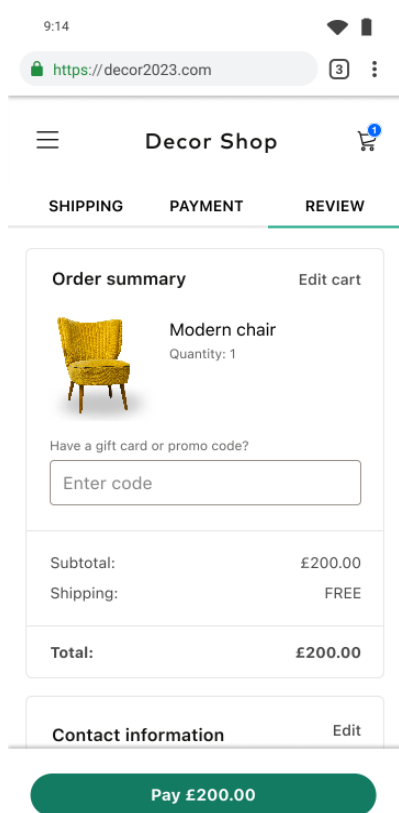 9:14
https://decor2023.com 3
Decor Shop 1
SHIPPING PAYMENT REVIEW
Order summary Edit cart
Modern chair
Quantity: 1
Have a gift card or promo code?
Enter code
Subtotal: £200.00
Shipping: FREE
Total: £200.00
Contact information Edit
Pay £200.00